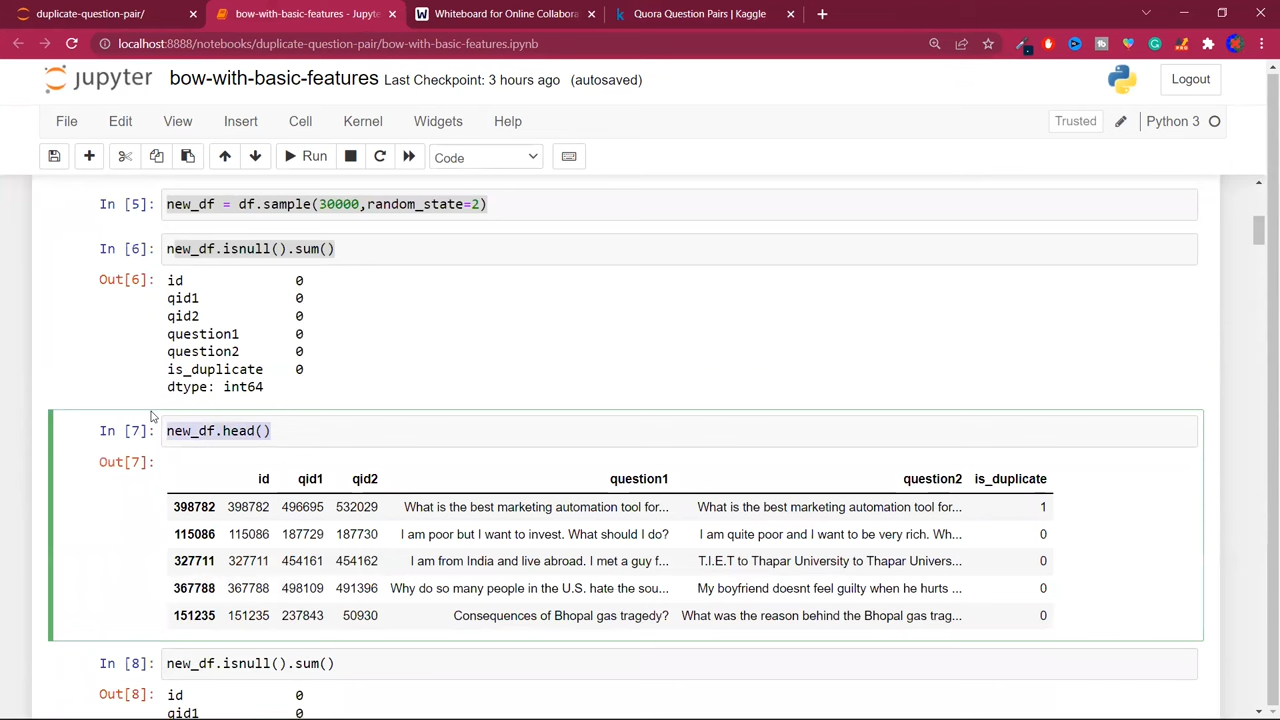 duplicate-question-pair/
bow-with-basic-features - Jupyte
Whiteboard for Online Collabora
Quora Question Pairs | Kaggle
localhost:8888/notebooks/duplicate-question-pair/bow-with-basic-features.ipynb
jupyter bow-with-basic-features Last Checkpoint: 3 hours ago (autosaved)
Logout
File Edit View Insert Cell Kernel Widgets Help
Trusted Python 3
Run Code
In [5]: new_df = df.sample(30000,random_state=2)
In [6]: new_df.isnull().sum()
Out[6]: id 0
qid1 0
qid2 0
question1 0
question2 0
is_duplicate 0
dtype: int64
In [7]: new_df.head()
Out[7]:
id qid1 qid2 question1 question2 is_duplicate
398782 398782 496695 532029 What is the best marketing automation tool for... What is the best marketing automation tool for... 1
115086 115086 187729 187730 I am poor but I want to invest. What should I do? I am quite poor and I want to be very rich. Wh... 0
327711 327711 454161 454162 I am from India and live abroad. I met a guy f... T.I.E.T to Thapar University to Thapar Univers... 0
367788 367788 498109 491396 Why do so many people in the U.S. hate the sou... My boyfriend doesnt feel guilty when he hurts ... 0
151235 151235 237843 50930 Consequences of Bhopal gas tragedy? What was the reason behind the Bhopal gas trag... 0
In [8]: new_df.isnull().sum()
Out[8]: id 0
qid1 0